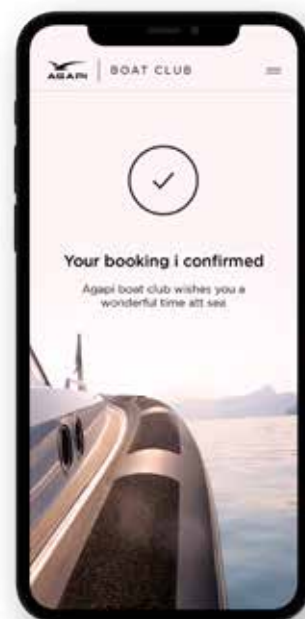 AGAPI | BOAT CLUB
Your booking i confirmed
Agapi boat club wishes you a
wonderful time att sea